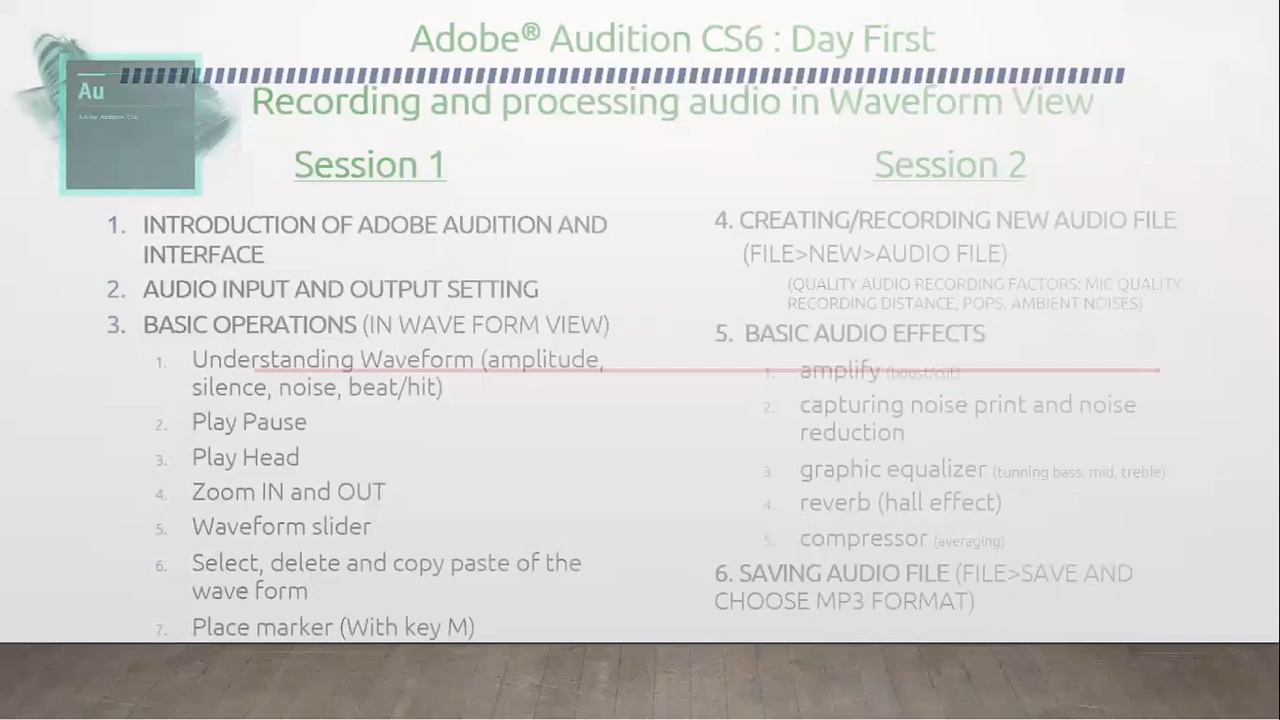 Adobe® Audition CS6 : Day First
Au
Adobe Audition CS6
Recording and processing audio in Waveform View
Session 1
1. INTRODUCTION OF ADOBE AUDITION AND
INTERFACE
2. AUDIO INPUT AND OUTPUT SETTING
3. BASIC OPERATIONS (IN WAVE FORM VIEW)
1. Understanding Waveform (amplitude,
silence, noise, beat/hit)
2. Play Pause
3. Play Head
4. Zoom IN and OUT
5. Waveform slider
6. Select, delete and copy paste of the
wave form
7. Place marker (With key M)
Session 2
4. CREATING/RECORDING NEW AUDIO FILE
(FILE>NEW>AUDIO FILE)
(QUALITY AUDIO RECORDING FACTORS: MIC QUALITY
RECORDING DISTANCE, POPS, AMBIENT NOISES)
5. BASIC AUDIO EFFECTS
1. amplify (boost/cut)
2. capturing noise print and noise
reduction
3. graphic equalizer (tunning bass, mid, treble)
4. reverb (hall effect)
5. compressor (averaging)
6. SAVING AUDIO FILE (FILE>SAVE AND
CHOOSE MP3 FORMAT)